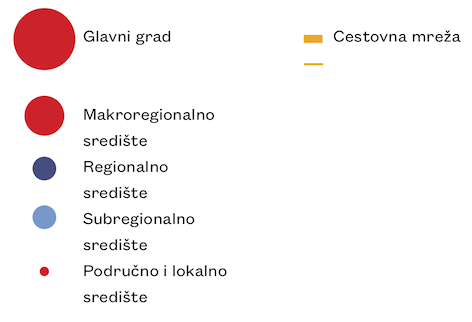 Glavni grad
Cestovna mreža
Makroregionalno
središte
Regionalno
središte
Subregionalno
središte
Područno i lokalno
središte